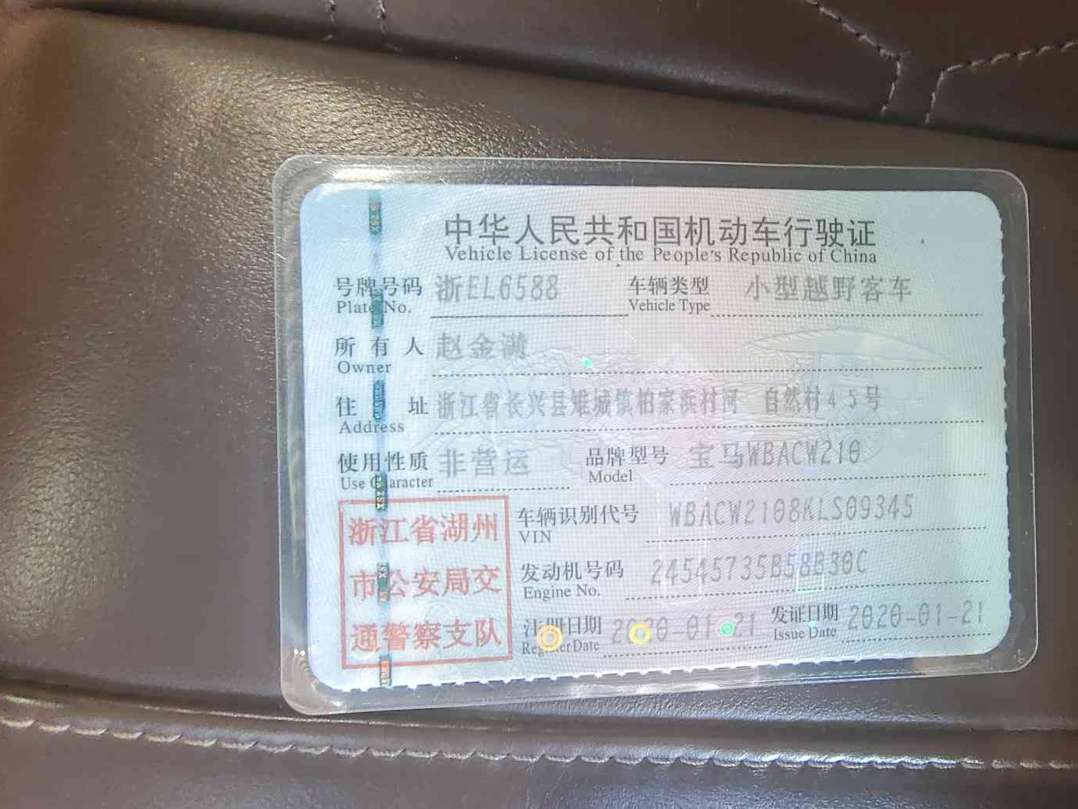 中华人民共和国机动车行驶证
Vehicle License of the People's Republic of China
号牌号码 浙EL6588 车辆类型 小型越野客车
Plate No. Vehicle Type
所有人 赵金满
Owner
住址 浙江省长兴县雉城镇柏家浜村河 自然村45号
Address
使用性质 非营运 品牌型号 宝马WBACW210
Use Character Model
浙江省湖州
市公安局交
通警察支队
车辆识别代号 WBACW2108KLS09345
VIN
发动机号码 24545735B58B30C
Engine No.
注册日期 2020-01-21 发证日期 2020-01-21
Register Date Issue Date